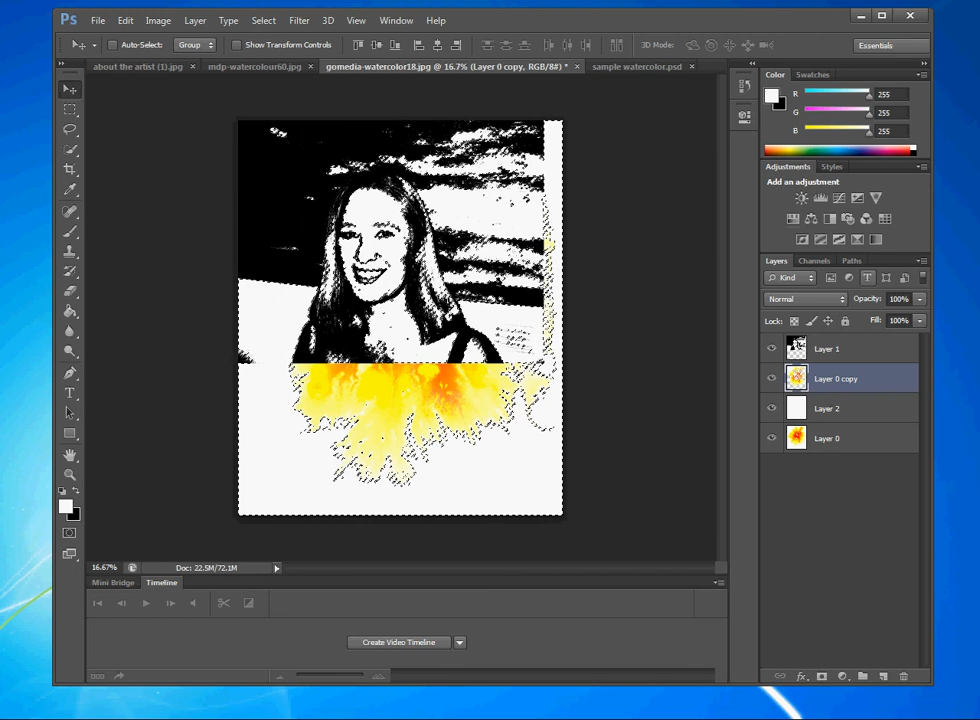 Ps File Edit Image Layer Type Select Filter 3D View Window Help
Auto-Select: Group Show Transform Controls 3D Mode: Essentials
about the artist (1).jpg × mdp-watercolour60.jpg × gomedia-watercolor18.jpg @ 16.7% (Layer 0 copy, RGB/8#) * × sample watercolor.psd ×
Color Swatches
R 255
G 255
B 255
Adjustments Styles
Add an adjustment
Layers Channels Paths
Kind T
Normal Opacity: 100%
Lock: Fill: 100%
Layer 1
Layer 0 copy
Layer 2
Layer 0
16.67% Doc: 22.5M/72.1M
Mini Bridge Timeline
Create Video Timeline
fx